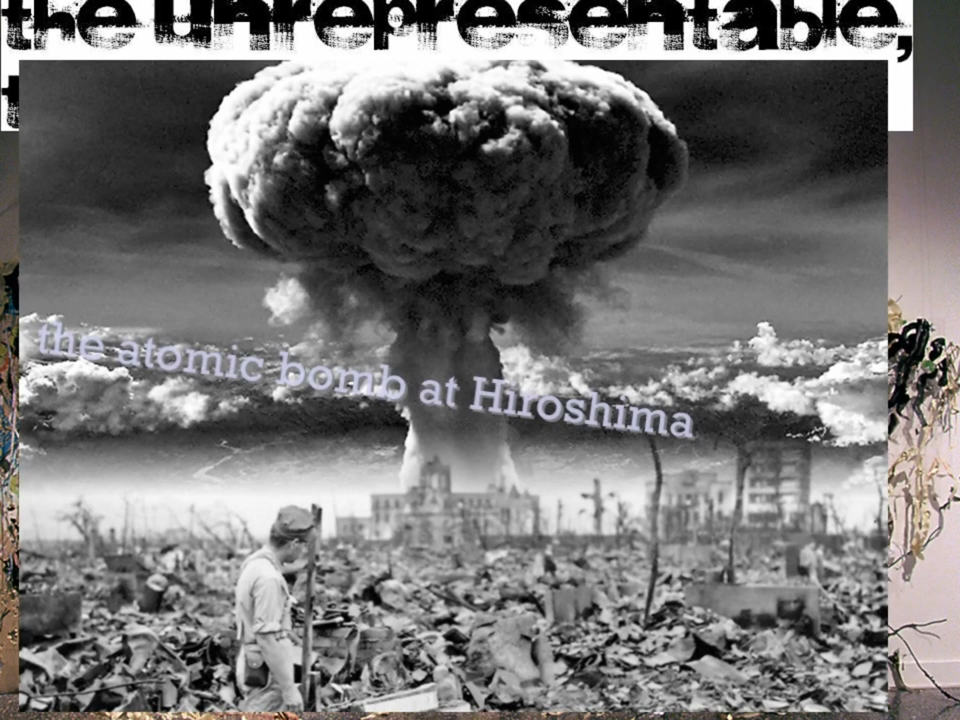 the unrepresentable,
the atomic bomb at Hiroshima